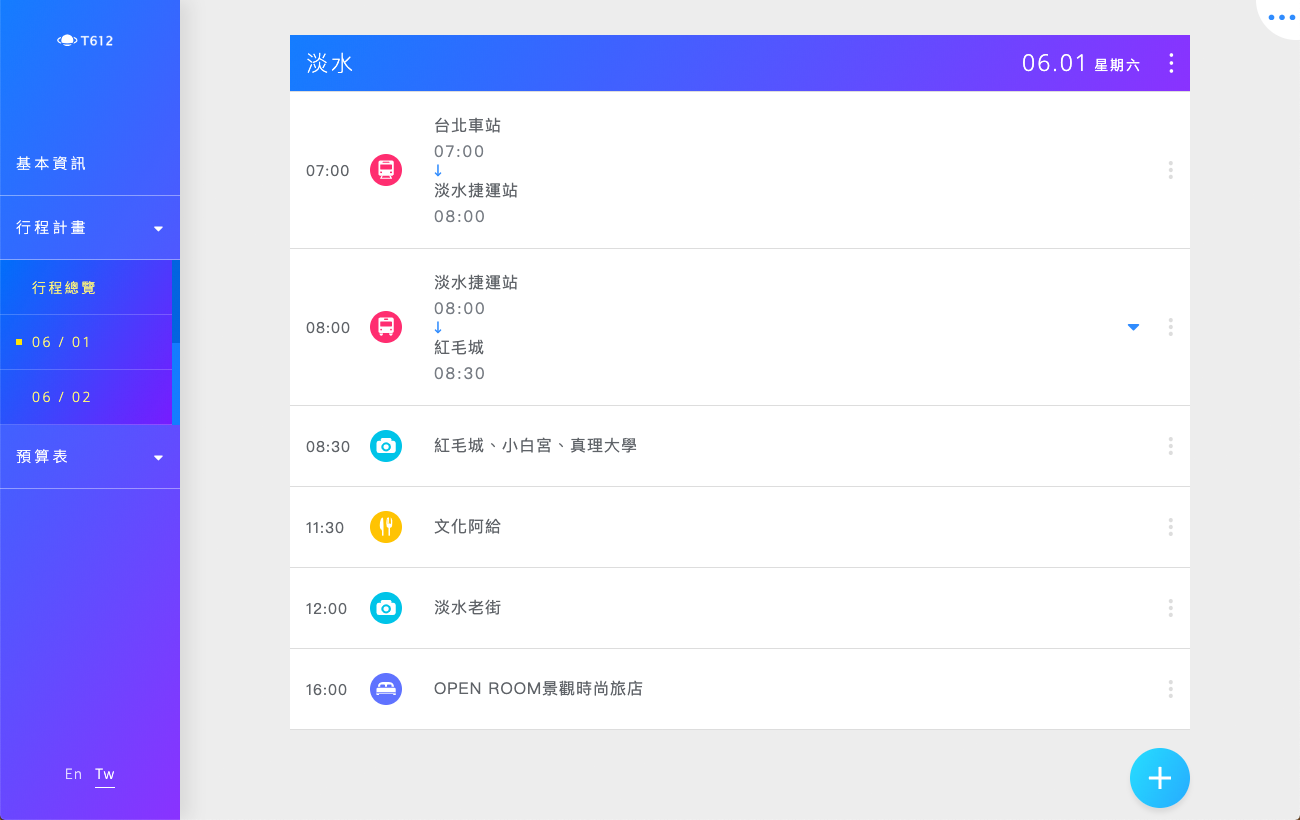 T612
基本資訊
行程計畫
行程總覽
06 / 01
06 / 02
預算表
En Tw
淡水
06.01 星期六
07:00
台北車站
07:00
↓
淡水捷運站
08:00
08:00
淡水捷運站
08:00
↓
紅毛城
08:30
08:30 紅毛城、小白宮、真理大學
11:30 文化阿給
12:00 淡水老街
16:00 OPEN ROOM景觀時尚旅店